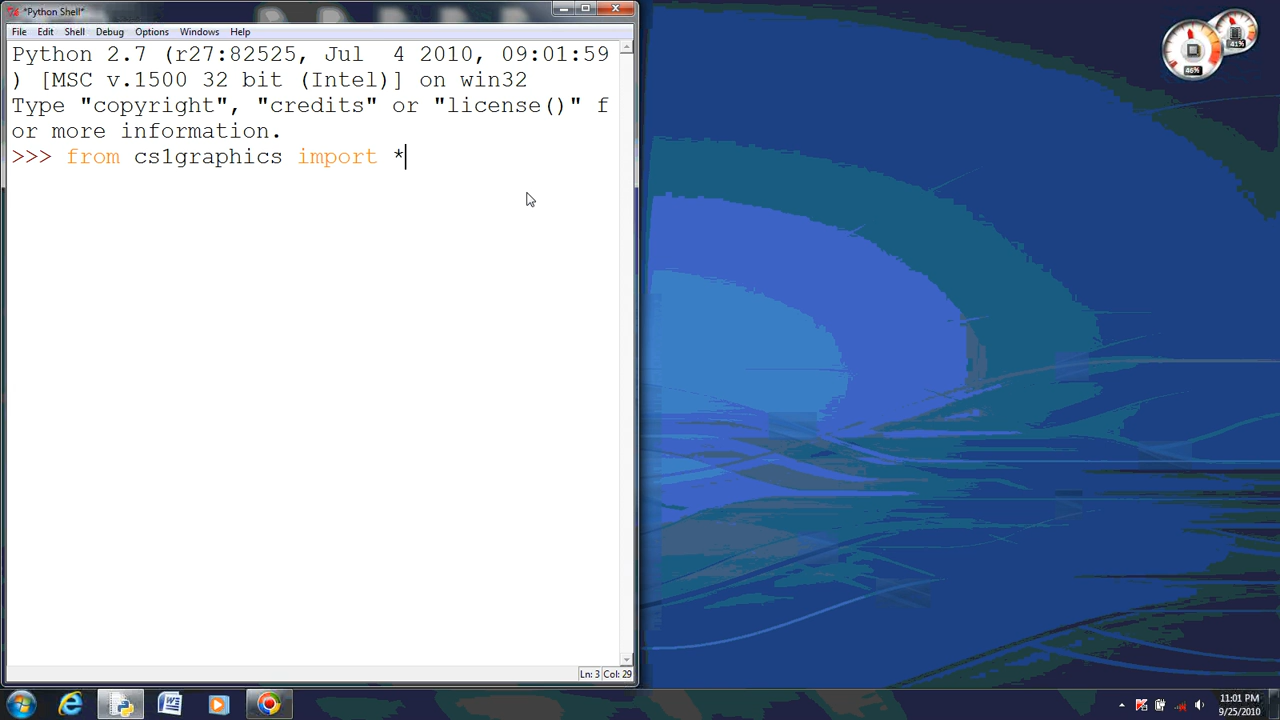 *Python Shell*
File Edit Shell Debug Options Windows Help
Python 2.7 (r27:82525, Jul  4 2010, 09:01:59
) [MSC v.1500 32 bit (Intel)] on win32
Type "copyright", "credits" or "license()" f
or more information.
>>> from cs1graphics import *
Ln: 3 Col: 29
46%
41%
11:01 PM
9/25/2010